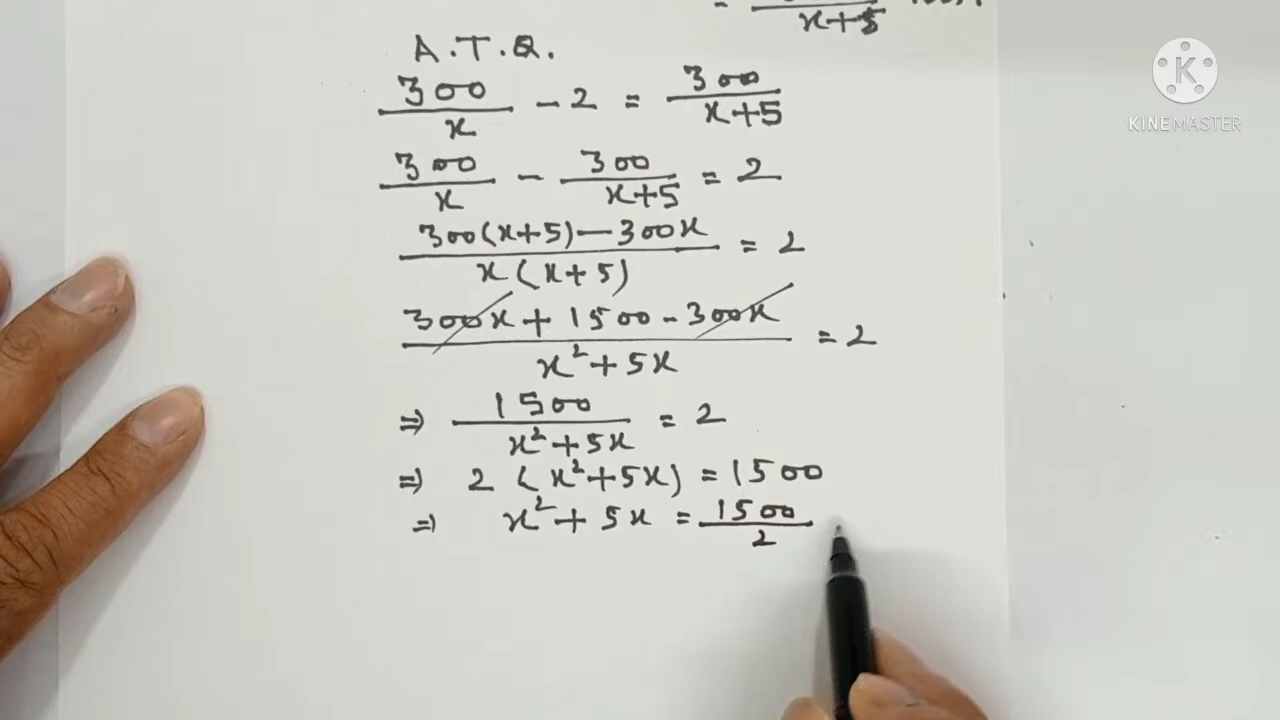 x+5
A.T.Q.
300/x - 2 = 300/x+5
300/x - 300/x+5 = 2
300(x+5) - 300x / x(x+5) = 2
300x + 1500 - 300x / x² + 5x = 2
⇒ 1500 / x² + 5x = 2
⇒ 2 (x² + 5x) = 1500
⇒ x² + 5x = 1500/2
K
KINEMASTER